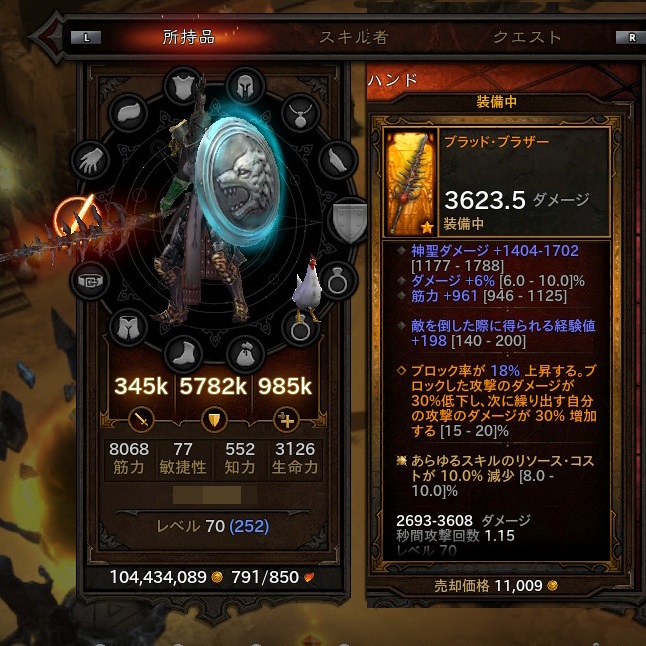 L 所持品 スキル者 クエスト R
ハンド
装備中
ブラッド・ブラザー
3623.5 ダメージ
装備中
神聖ダメージ +1404-1702
[1177 - 1788]
ダメージ +6% [6.0 - 10.0]%
筋力 +961 [946 - 1125]
敵を倒した際に得られる経験値
+198 [140 - 200]
ブロック率が 18% 上昇する。ブ
ロックした攻撃のダメージが
30%低下し、次に繰り出す自分
の攻撃のダメージが 30% 増加
する [15 - 20]%
あらゆるスキルのリソース・コス
トが 10.0% 減少 [8.0 -
10.0]%
2693-3608 ダメージ
秒間攻撃回数 1.15
レベル 70
売却価格 11,009
345k 5782k 985k
8068 77 552 3126
筋力 敏捷性 知力 生命力
レベル 70 (252)
104,434,089 791/850